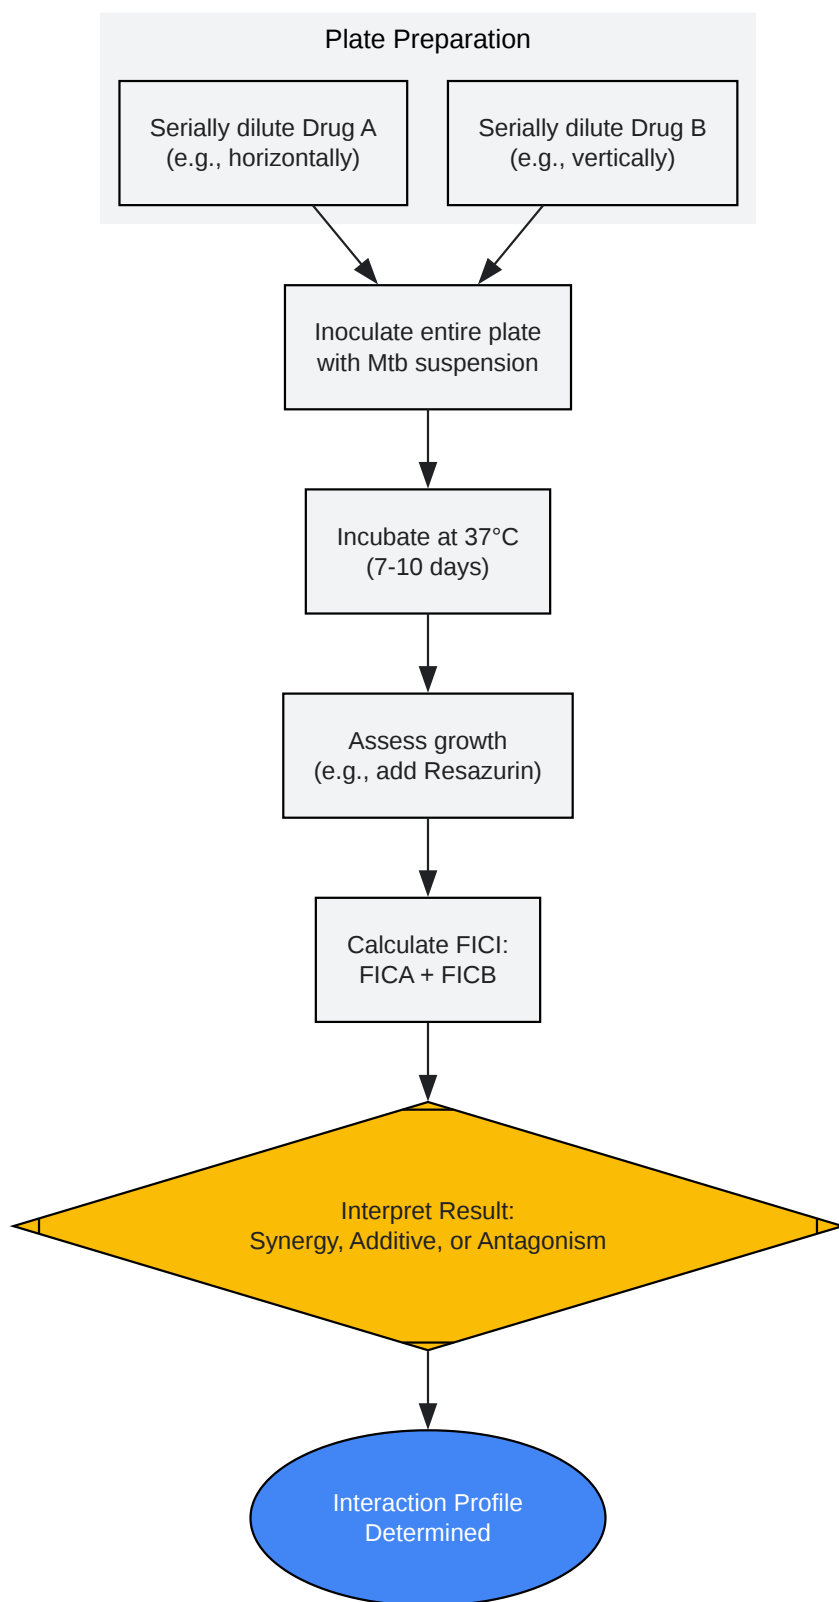 Plate Preparation
Serially dilute Drug A
(e.g., horizontally)
Serially dilute Drug B
(e.g., vertically)
Inoculate entire plate
with Mtb suspension
Incubate at 37°C
(7-10 days)
Assess growth
(e.g., add Resazurin)
Calculate FICI:
FICA + FICB
Interpret Result:
Synergy, Additive, or Antagonism
Interaction Profile
Determined